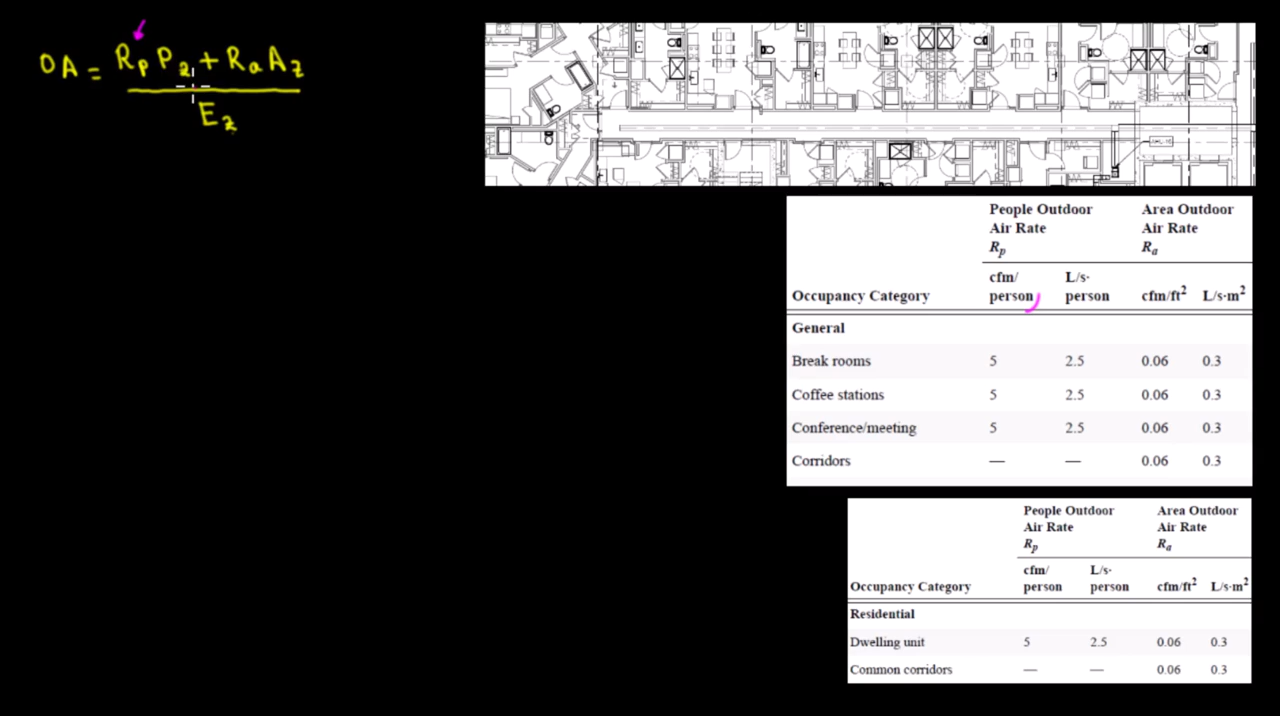 OA = RpPz + RaAz
Ez
People Outdoor Air Rate Rp
Area Outdoor Air Rate Ra
Occupancy Category cfm/person L/s·person cfm/ft² L/s·m²
General
Break rooms 5 2.5 0.06 0.3
Coffee stations 5 2.5 0.06 0.3
Conference/meeting 5 2.5 0.06 0.3
Corridors — — 0.06 0.3
People Outdoor Air Rate Rp
Area Outdoor Air Rate Ra
Occupancy Category cfm/person L/s·person cfm/ft² L/s·m²
Residential
Dwelling unit 5 2.5 0.06 0.3
Common corridors — — 0.06 0.3